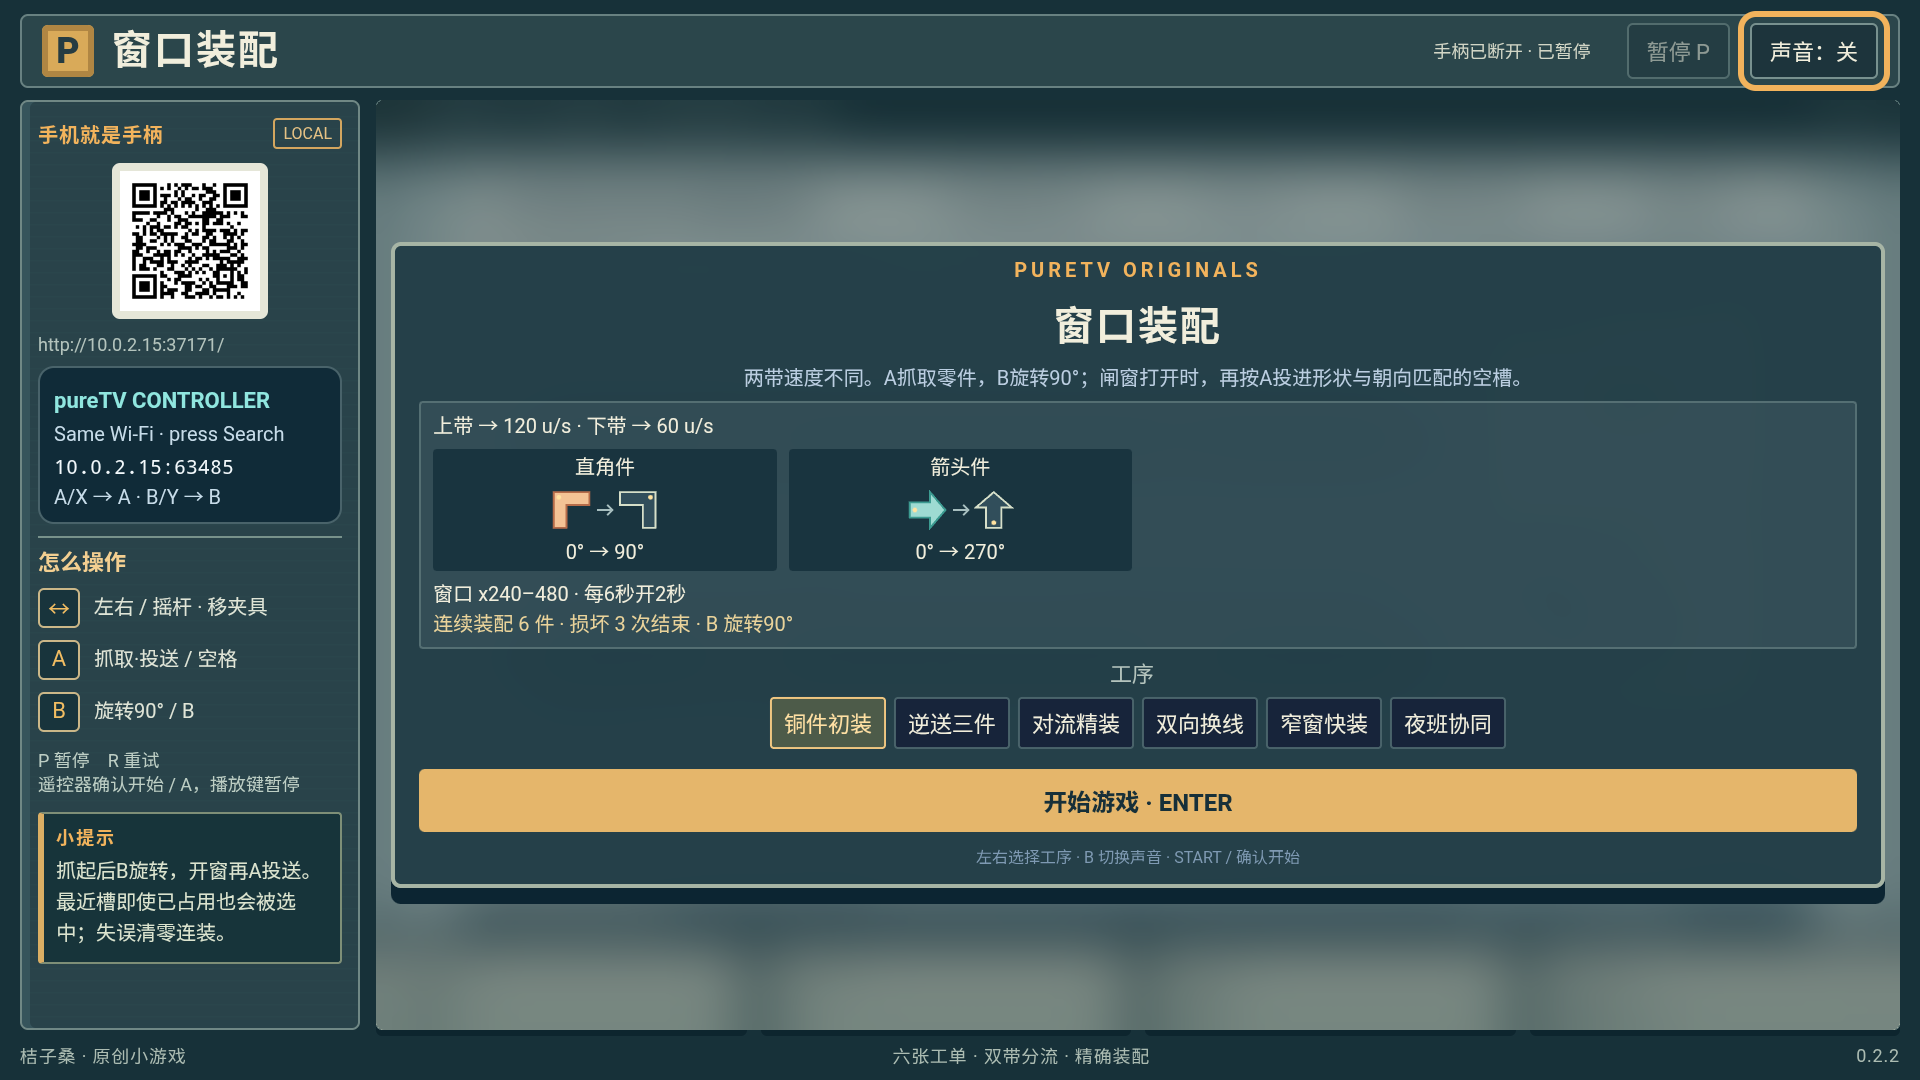 P 窗口装配
手柄已断开 · 已暂停
暂停 P
声音：关
手机就是手柄
LOCAL
http://10.0.2.15:37171/
pureTV CONTROLLER
Same Wi-Fi · press Search
10.0.2.15:63485
A/X → A · B/Y → B
怎么操作
↔ 左右 / 摇杆 · 移夹具
A 抓取·投送 / 空格
B 旋转90° / B
P 暂停 R 重试
遥控器确认开始 / A，播放键暂停
小提示
抓起后B旋转，开窗再A投送。
最近槽即使已占用也会被选
中；失误清零连装。
PURETV ORIGINALS
窗口装配
两带速度不同。A抓取零件，B旋转90°；闸窗打开时，再按A投进形状与朝向匹配的空槽。
上带 → 120 u/s · 下带 → 60 u/s
直角件
→
0° → 90°
箭头件
→
0° → 270°
窗口 x240–480 · 每6秒开2秒
连续装配 6 件 · 损坏 3 次结束 · B 旋转90°
工序
铜件初装
逆送三件
对流精装
双向换线
窄窗快装
夜班协同
开始游戏 · ENTER
左右选择工序 · B 切换声音 · START / 确认开始
桔子桑 · 原创小游戏
六张工单 · 双带分流 · 精确装配
0.2.2